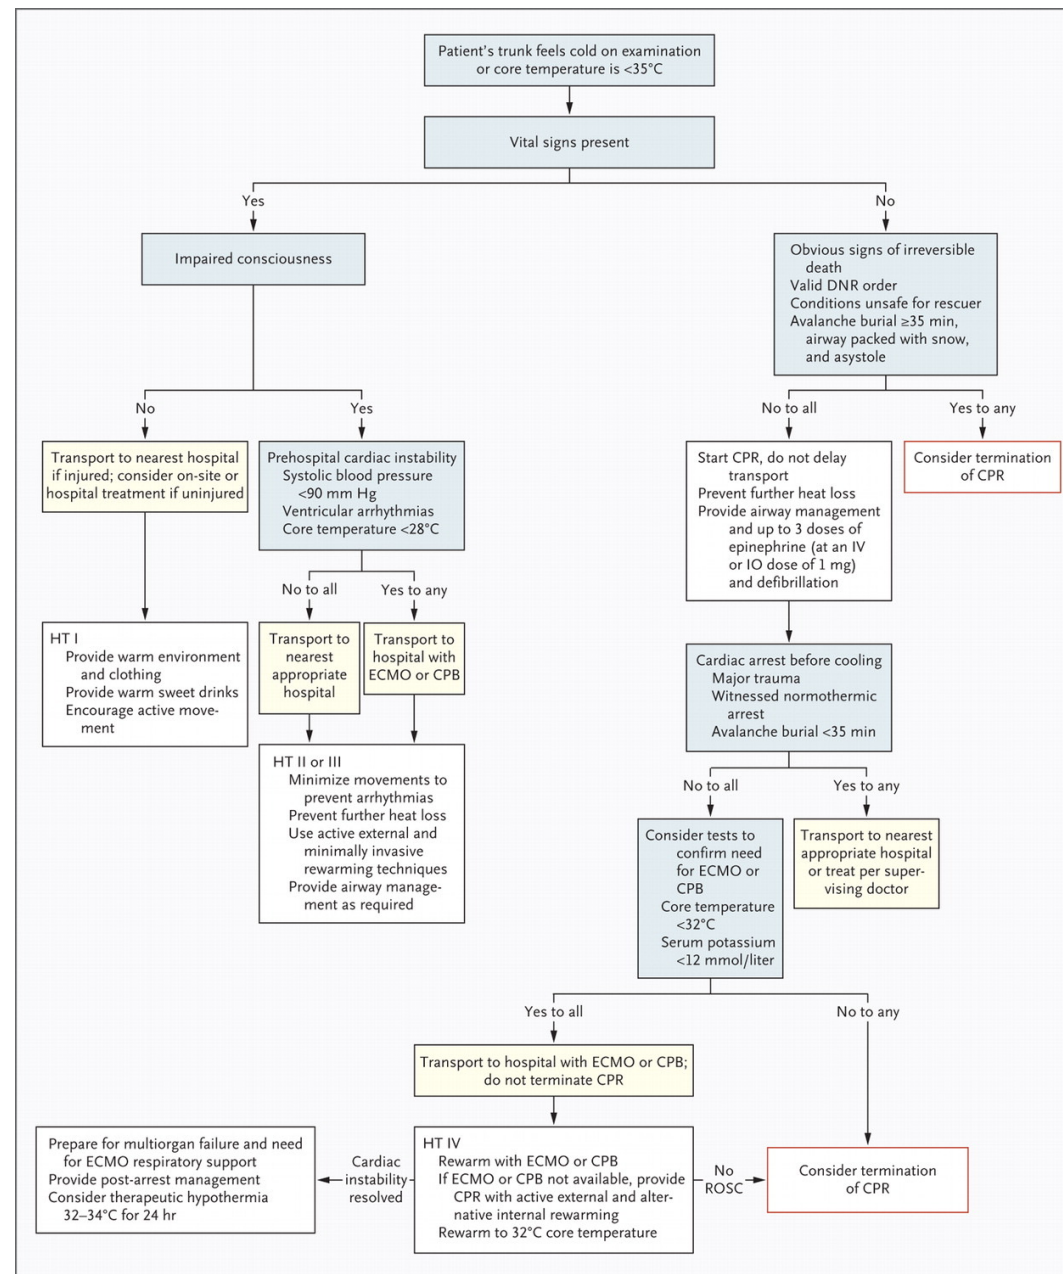 Patient's trunk feels cold on examination
or core temperature is <35°C
Vital signs present
Yes
No
Impaired consciousness
Obvious signs of irreversible
death
Valid DNR order
Conditions unsafe for rescuer
Avalanche burial ≥35 min,
airway packed with snow,
and asystole
No
Yes
No to all
Yes to any
Transport to nearest hospital
if injured; consider on-site or
hospital treatment if uninjured
Prehospital cardiac instability
Systolic blood pressure
<90 mm Hg
Ventricular arrhythmias
Core temperature <28°C
Start CPR, do not delay
transport
Prevent further heat loss
Provide airway management
and up to 3 doses of
epinephrine (at an IV
or IO dose of 1 mg)
and defibrillation
Consider termination
of CPR
No to all
Yes to any
HT I
Provide warm environment
and clothing
Provide warm sweet drinks
Encourage active move-
ment
Transport to
nearest
appropriate
hospital
Transport to
hospital with
ECMO or CPB
Cardiac arrest before cooling
Major trauma
Witnessed normothermic
arrest
Avalanche burial <35 min
HT II or III
Minimize movements to
prevent arrhythmias
Prevent further heat loss
Use active external and
minimally invasive
rewarming techniques
Provide airway manage-
ment as required
No to all
Yes to any
Consider tests to
confirm need
for ECMO or
CPB
Core temperature
<32°C
Serum potassium
<12 mmol/liter
Transport to nearest
appropriate hospital
or treat per super-
vising doctor
Yes to all
No to any
Transport to hospital with ECMO or CPB;
do not terminate CPR
Prepare for multiorgan failure and need
for ECMO respiratory support
Provide post-arrest management
Consider therapeutic hypothermia
32–34°C for 24 hr
Cardiac
instability
resolved
HT IV
Rewarm with ECMO or CPB
If ECMO or CPB not available, provide
CPR with active external and alter-
native internal rewarming
Rewarm to 32°C core temperature
No
ROSC
Consider termination
of CPR